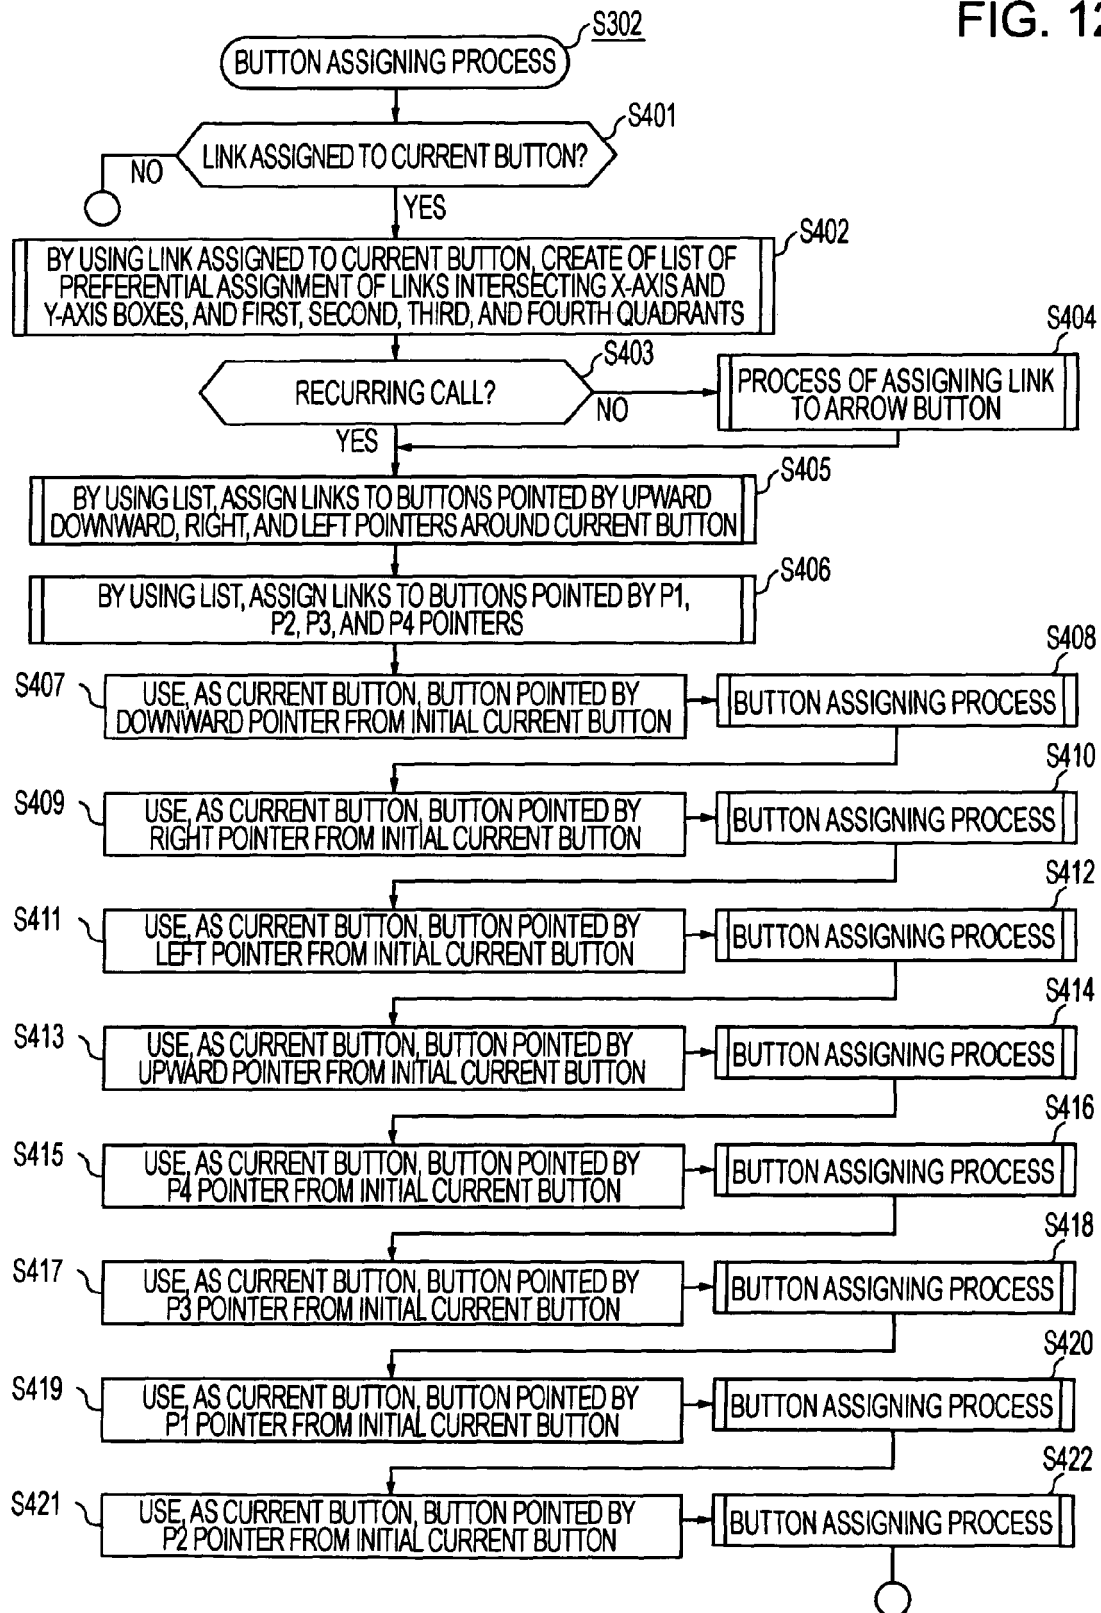 FIG. 12
S302
BUTTON ASSIGNING PROCESS
S401
LINK ASSIGNED TO CURRENT BUTTON?
NO
YES
S402
BY USING LINK ASSIGNED TO CURRENT BUTTON, CREATE OF LIST OF
PREFERENTIAL ASSIGNMENT OF LINKS INTERSECTING X-AXIS AND
Y-AXIS BOXES, AND FIRST, SECOND, THIRD, AND FOURTH QUADRANTS
S403
RECURRING CALL?
NO
YES
S404
PROCESS OF ASSIGNING LINK
TO ARROW BUTTON
S405
BY USING LIST, ASSIGN LINKS TO BUTTONS POINTED BY UPWARD
DOWNWARD, RIGHT, AND LEFT POINTERS AROUND CURRENT BUTTON
S406
BY USING LIST, ASSIGN LINKS TO BUTTONS POINTED BY P1,
P2, P3, AND P4 POINTERS
S407
USE, AS CURRENT BUTTON, BUTTON POINTED BY
DOWNWARD POINTER FROM INITIAL CURRENT BUTTON
S408
BUTTON ASSIGNING PROCESS
S409
USE, AS CURRENT BUTTON, BUTTON POINTED BY
RIGHT POINTER FROM INITIAL CURRENT BUTTON
S410
BUTTON ASSIGNING PROCESS
S411
USE, AS CURRENT BUTTON, BUTTON POINTED BY
LEFT POINTER FROM INITIAL CURRENT BUTTON
S412
BUTTON ASSIGNING PROCESS
S413
USE, AS CURRENT BUTTON, BUTTON POINTED BY
UPWARD POINTER FROM INITIAL CURRENT BUTTON
S414
BUTTON ASSIGNING PROCESS
S415
USE, AS CURRENT BUTTON, BUTTON POINTED BY
P4 POINTER FROM INITIAL CURRENT BUTTON
S416
BUTTON ASSIGNING PROCESS
S417
USE, AS CURRENT BUTTON, BUTTON POINTED BY
P3 POINTER FROM INITIAL CURRENT BUTTON
S418
BUTTON ASSIGNING PROCESS
S419
USE, AS CURRENT BUTTON, BUTTON POINTED BY
P1 POINTER FROM INITIAL CURRENT BUTTON
S420
BUTTON ASSIGNING PROCESS
S421
USE, AS CURRENT BUTTON, BUTTON POINTED BY
P2 POINTER FROM INITIAL CURRENT BUTTON
S422
BUTTON ASSIGNING PROCESS